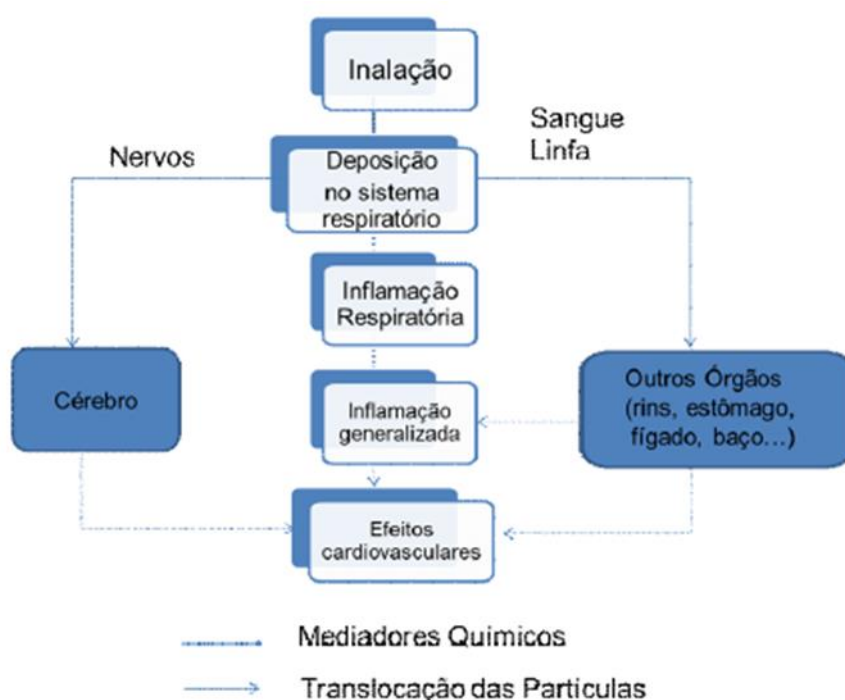 Inalação
Sangue
Linfa
Nervos
Deposição
no sistema
respiratório
Inflamação
Respiratória
Cérebro
Inflamação
generalizada
Outros Órgãos
(rins, estômago,
fígado, baço...)
Efeitos
cardiovasculares
Mediadores Químicos
Translocação das Particulas